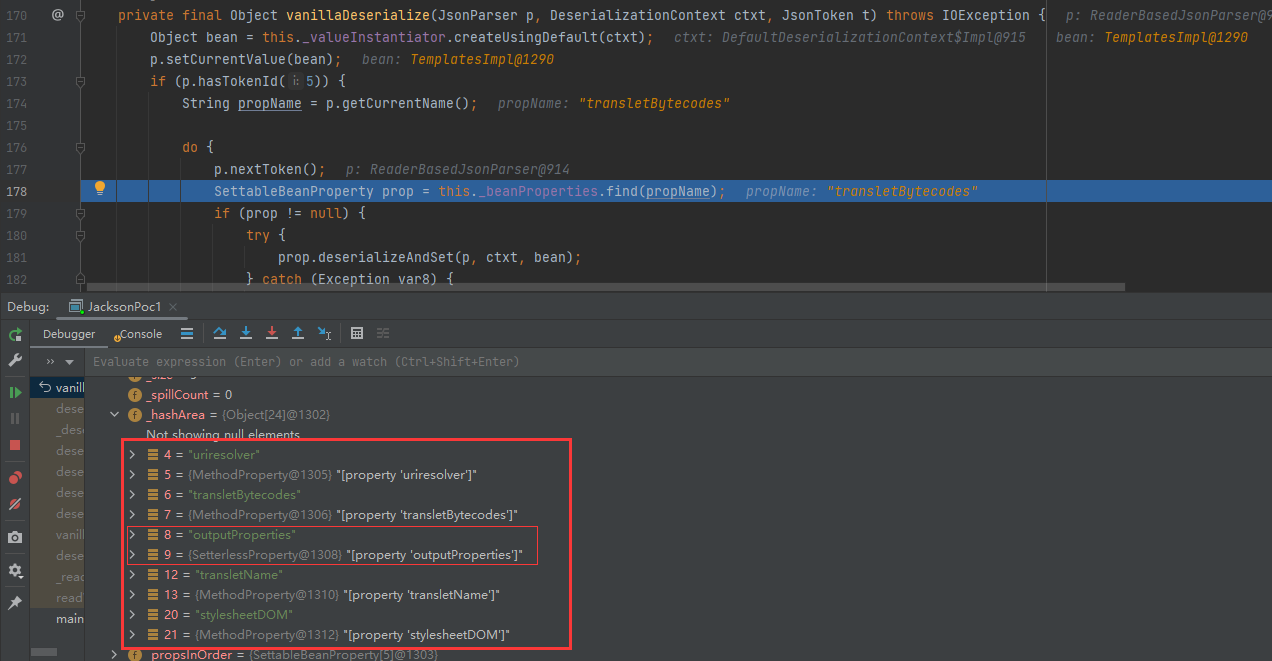 170 @ private final Object vanillaDeserialize(JsonParser p, DeserializationContext ctxt, JsonToken t) throws IOException { p: ReaderBasedJsonParser@9
171 Object bean = this._valueInstantiator.createUsingDefault(ctxt); ctxt: DefaultDeserializationContext$Impl@915 bean: TemplatesImpl@1290
172 p.setCurrentValue(bean); bean: TemplatesImpl@1290
173 if (p.hasTokenId( i: 5)) {
174 String propName = p.getCurrentName(); propName: "transletBytecodes"
175
176 do {
177 p.nextToken(); p: ReaderBasedJsonParser@914
178 SettableBeanProperty prop = this._beanProperties.find(propName); propName: "transletBytecodes"
179 if (prop != null) {
180 try {
181 prop.deserializeAndSet(p, ctxt, bean);
182 } catch (Exception var8) {
Debug: JacksonPoc1 ×
Debugger Console
» Evaluate expression (Enter) or add a watch (Ctrl+Shift+Enter)
vanill
dese
_dese
dese
dese
dese
dese
vanill
dese
_read
read
main
_spillCount = 0
_hashArea = {Object[24]@1302}
Not showing null elements
4 = "uriresolver"
5 = {MethodProperty@1305} "[property 'uriresolver']"
6 = "transletBytecodes"
7 = {MethodProperty@1306} "[property 'transletBytecodes']"
8 = "outputProperties"
9 = {SetterlessProperty@1308} "[property 'outputProperties']"
12 = "transletName"
13 = {MethodProperty@1310} "[property 'transletName']"
20 = "stylesheetDOM"
21 = {MethodProperty@1312} "[property 'stylesheetDOM']"
_propsInOrder = {SettableBeanProperty[5]@1303}